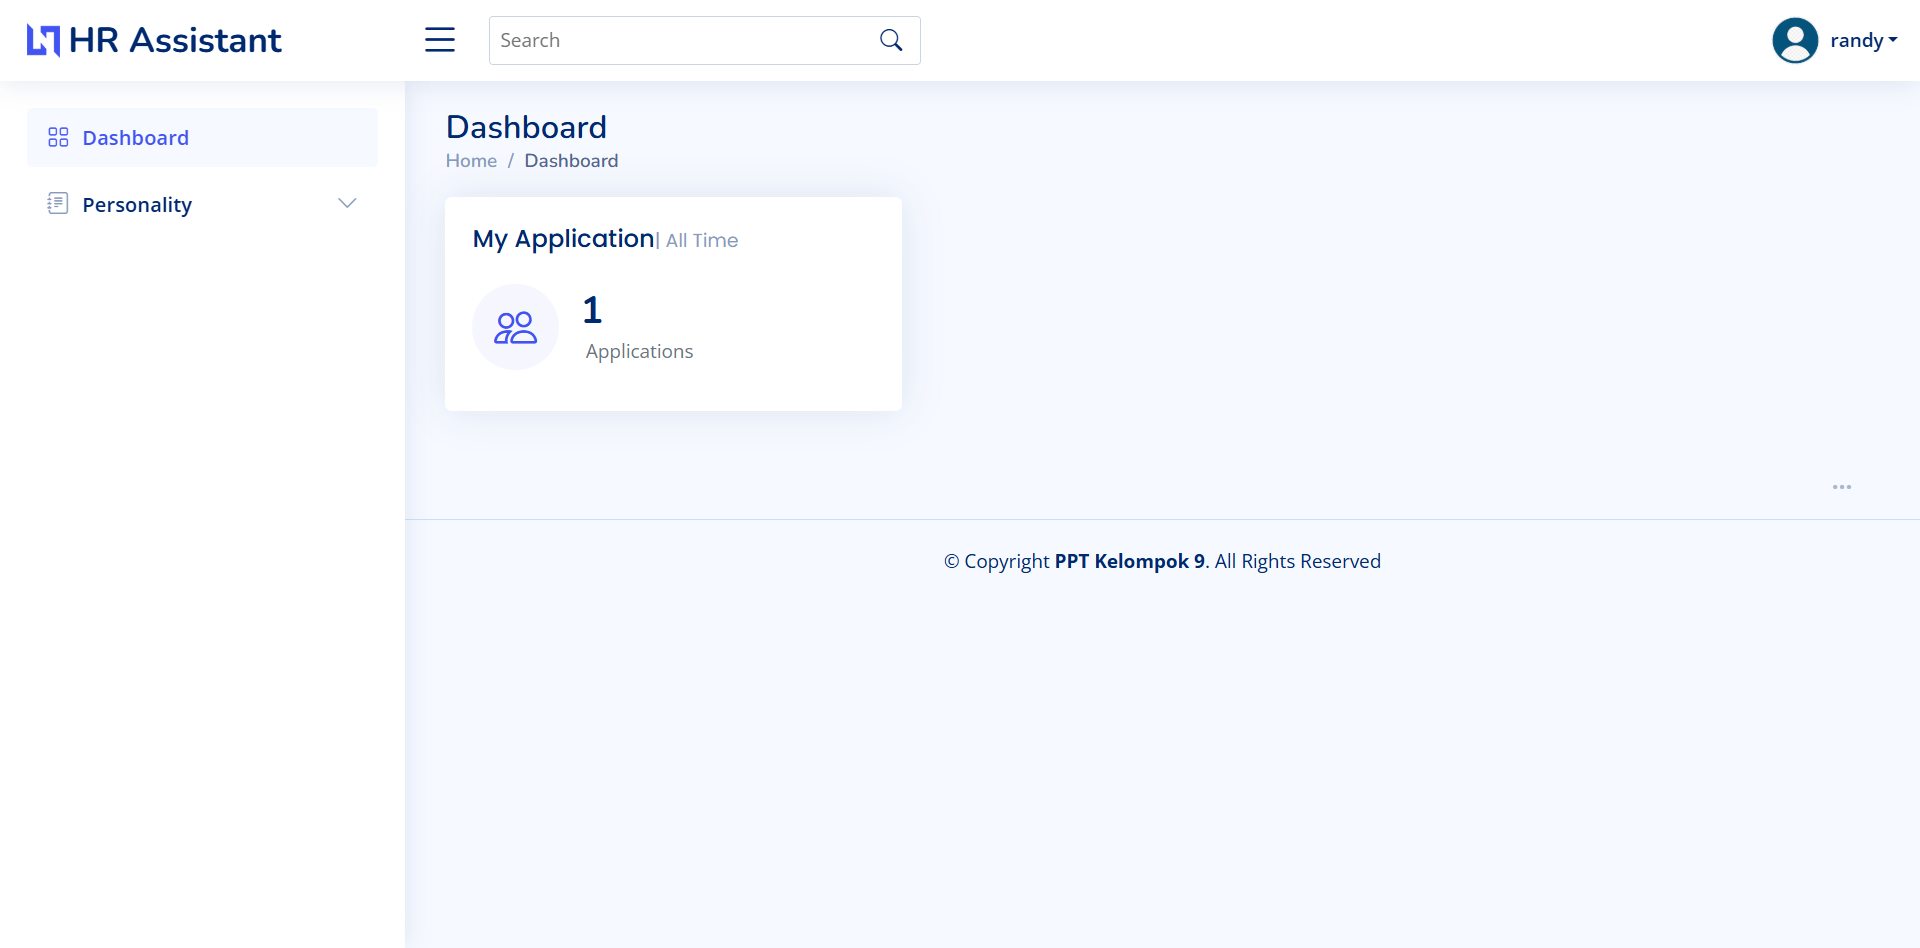 HR Assistant
Search
randy
Dashboard
Personality
Dashboard
Home / Dashboard
My Application| All Time
1
Applications
© Copyright PPT Kelompok 9. All Rights Reserved